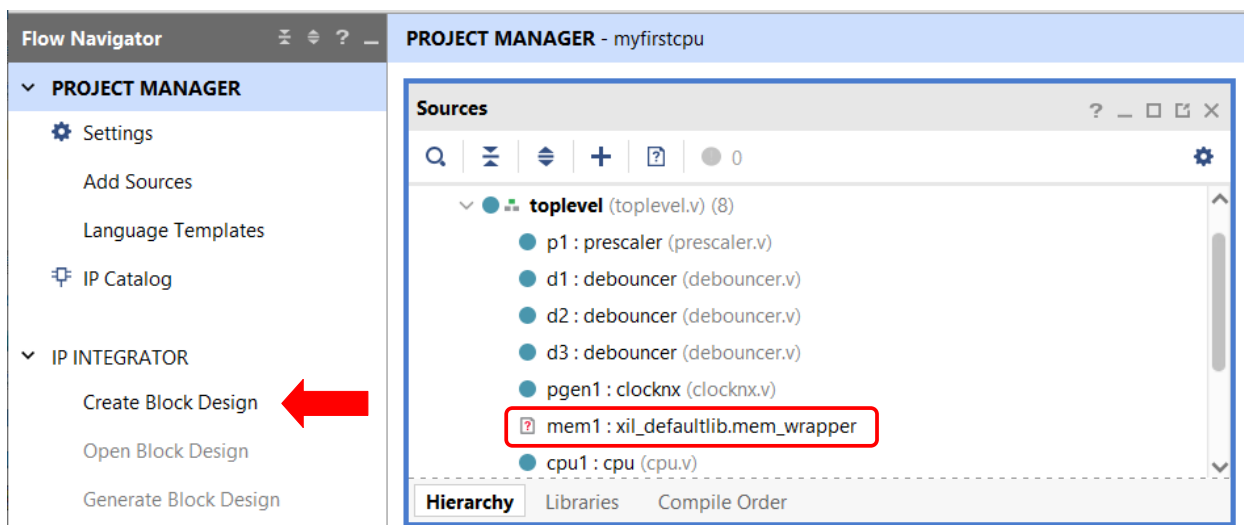 Flow Navigator
PROJECT MANAGER
Settings
Add Sources
Language Templates
IP Catalog
IP INTEGRATOR
Create Block Design
Open Block Design
Generate Block Design
PROJECT MANAGER - myfirstcpu
Sources
0
toplevel (toplevel.v) (8)
p1 : prescaler (prescaler.v)
d1 : debouncer (debouncer.v)
d2 : debouncer (debouncer.v)
d3 : debouncer (debouncer.v)
pgen1 : clocknx (clocknx.v)
mem1 : xil_defaultlib.mem_wrapper
cpu1 : cpu (cpu.v)
Hierarchy Libraries Compile Order